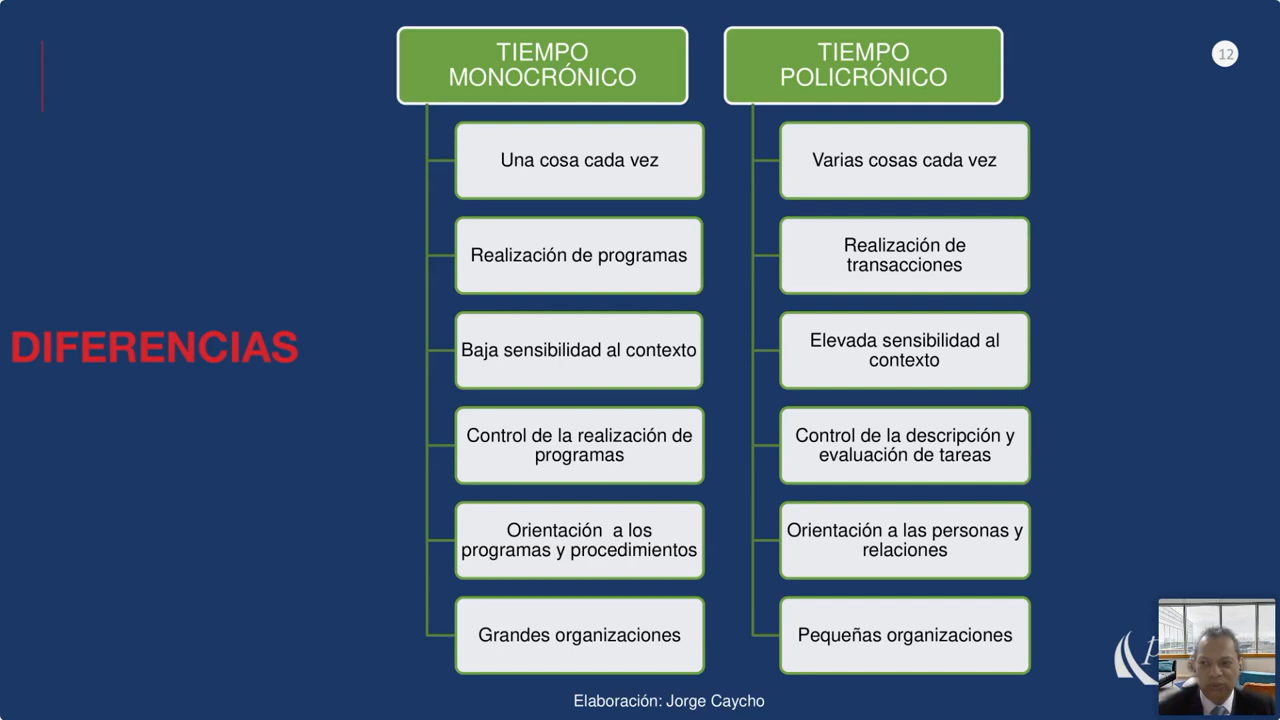 TIEMPO
MONOCRÓNICO
Una cosa cada vez
Realización de programas
Baja sensibilidad al contexto
Control de la realización de
programas
Orientación  a los
programas y procedimientos
Grandes organizaciones
TIEMPO
POLICRÓNICO
Varias cosas cada vez
Realización de
transacciones
Elevada sensibilidad al
contexto
Control de la descripción y
evaluación de tareas
Orientación a las personas y
relaciones
Pequeñas organizaciones
12
DIFERENCIAS
Elaboración: Jorge Caycho